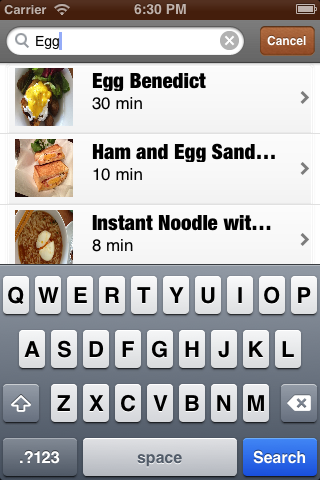 Carrier 6:30 PM
Egg Cancel
Egg Benedict
30 min
Ham and Egg Sand...
10 min
Instant Noodle wit...
8 min
Q W E R T Y U I O P
A S D F G H J K L
Z X C V B N M
.?123 space Search